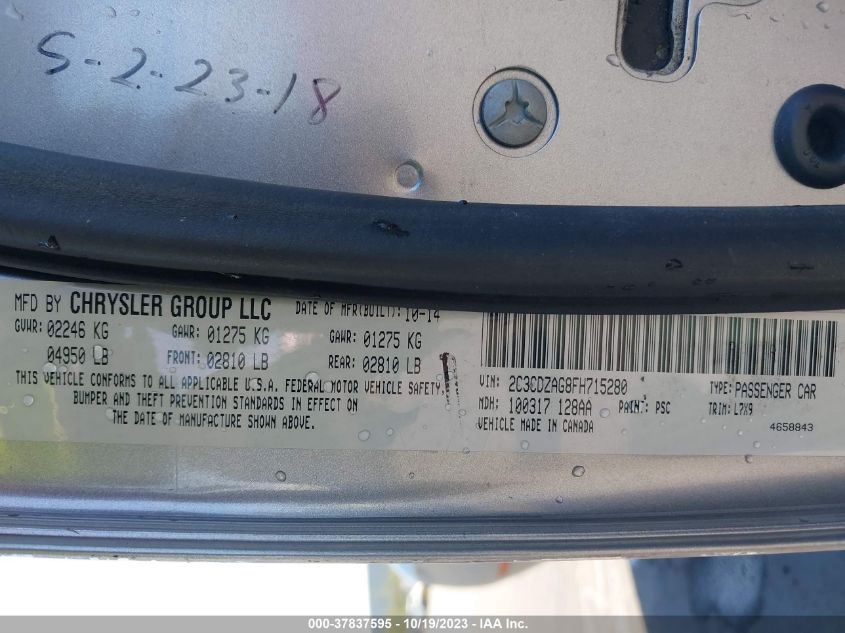 S-2-23-18
MFD BY CHRYSLER GROUP LLC DATE OF MFR(BUILT): 10-14
GVWR: 02246 KG GAWR: 01275 KG GAWR: 01275 KG
04950 LB FRONT: 02810 LB REAR: 02810 LB
THIS VEHICLE CONFORMS TO ALL APPLICABLE U.S.A. FEDERAL MOTOR VEHICLE SAFETY,
BUMPER AND THEFT PREVENTION STANDARDS IN EFFECT ON
THE DATE OF MANUFACTURE SHOWN ABOVE.
VIN: 2C3CDZAG8FH715280 TYPE: PASSENGER CAR
MDH: 100317 128AA PAINT: PSC TRIM: L7X9
VEHICLE MADE IN CANADA 4658843
000-37837595 - 10/19/2023 - IAA Inc.